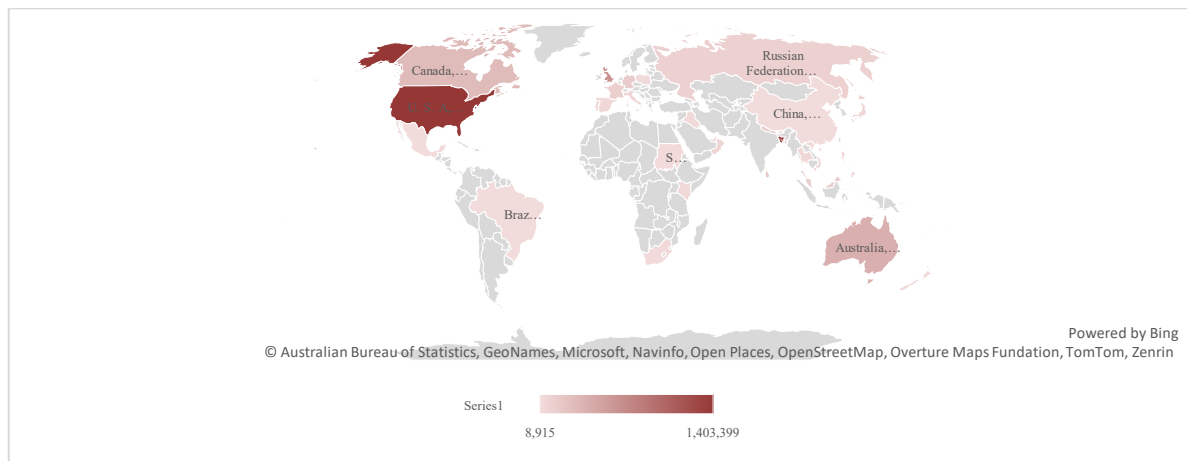 Russian
Federation...
Canada,...
U. S. A...
China,...
S...
Braz...
Australia,...
Powered by Bing
© Australian Bureau of Statistics, GeoNames, Microsoft, Navinfo, Open Places, OpenStreetMap, Overture Maps Fundation, TomTom, Zenrin
Series1
8,915 1,403,399